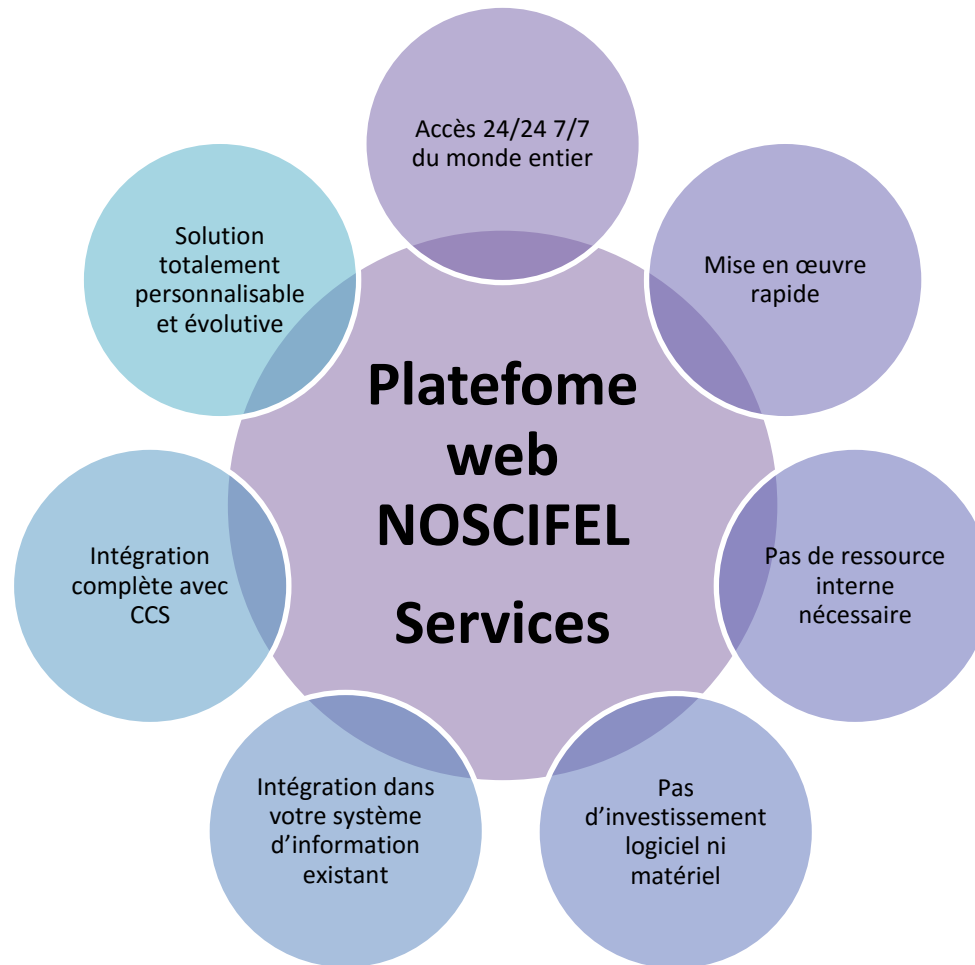 Accès 24/24 7/7
du monde entier
Mise en œuvre
rapide
Pas de ressource
interne
nécessaire
Pas
d’investissement
logiciel ni
matériel
Intégration dans
votre système
d’information
existant
Intégration
complète avec
CCS
Solution
totalement
personnalisable
et évolutive
Platefome
web
NOSCIFEL
Services